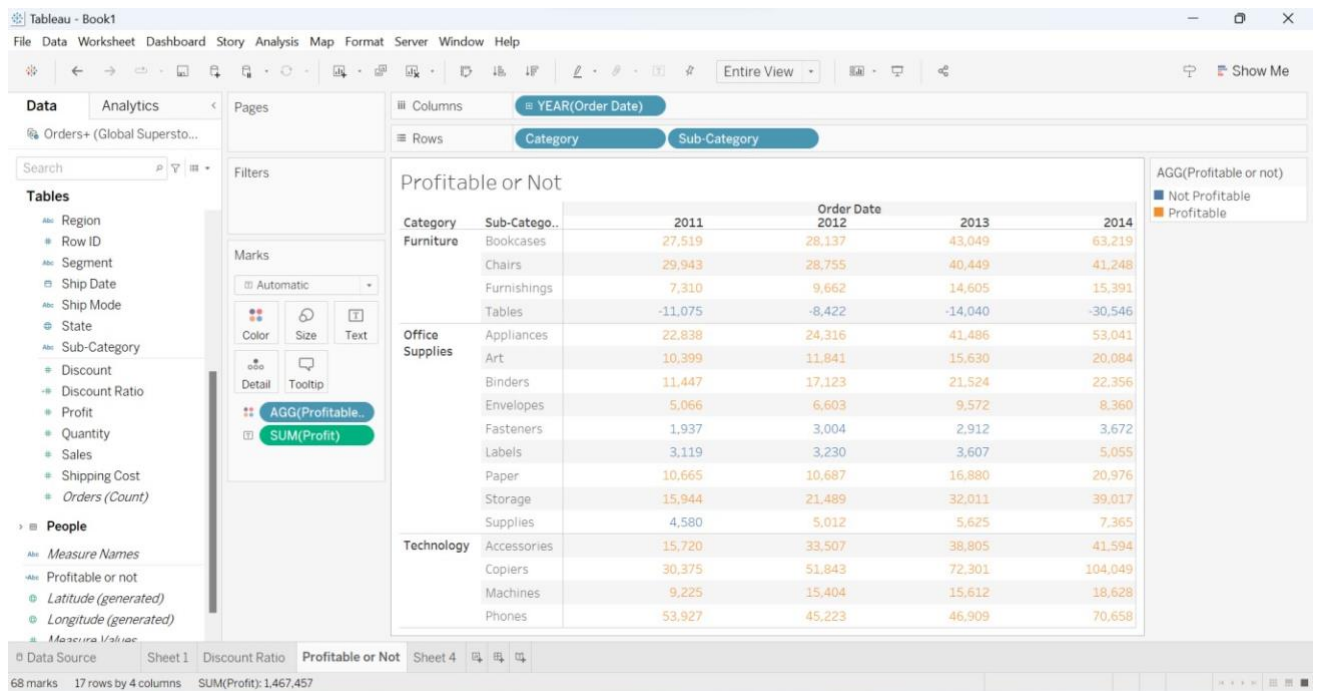 Tableau - Book1
File Data Worksheet Dashboard Story Analysis Map Format Server Window Help
Entire View
Show Me
Data Analytics
Pages
Columns YEAR(Order Date)
Orders+ (Global Supersto...
Rows Category Sub-Category
Search
Filters
Profitable or Not
AGG(Profitable or not)
Not Profitable
Profitable
Tables
Abc Region
# Row ID
Abc Segment
Ship Date
Abc Ship Mode
State
Abc Sub-Category
# Discount
=# Discount Ratio
# Profit
# Quantity
# Sales
# Shipping Cost
# Orders (Count)
People
Abc Measure Names
=Abc Profitable or not
Latitude (generated)
Longitude (generated)
# Measure Values
Marks
Automatic
Color Size Text
Detail Tooltip
AGG(Profitable..
SUM(Profit)
Order Date
Category Sub-Catego.. 2011 2012 2013 2014
Furniture Bookcases 27,519 28,137 43,049 63,219
Chairs 29,943 28,755 40,449 41,248
Furnishings 7,310 9,662 14,605 15,391
Tables -11,075 -8,422 -14,040 -30,546
Office Supplies Appliances 22,838 24,316 41,486 53,041
Art 10,399 11,841 15,630 20,084
Binders 11,447 17,123 21,524 22,356
Envelopes 5,066 6,603 9,572 8,360
Fasteners 1,937 3,004 2,912 3,672
Labels 3,119 3,230 3,607 5,055
Paper 10,665 10,687 16,880 20,976
Storage 15,944 21,489 32,011 39,017
Supplies 4,580 5,012 5,625 7,365
Technology Accessories 15,720 33,507 38,805 41,594
Copiers 30,375 51,843 72,301 104,049
Machines 9,225 15,404 15,612 18,628
Phones 53,927 45,223 46,909 70,658
Data Source Sheet 1 Discount Ratio Profitable or Not Sheet 4
68 marks 17 rows by 4 columns SUM(Profit): 1,467,457